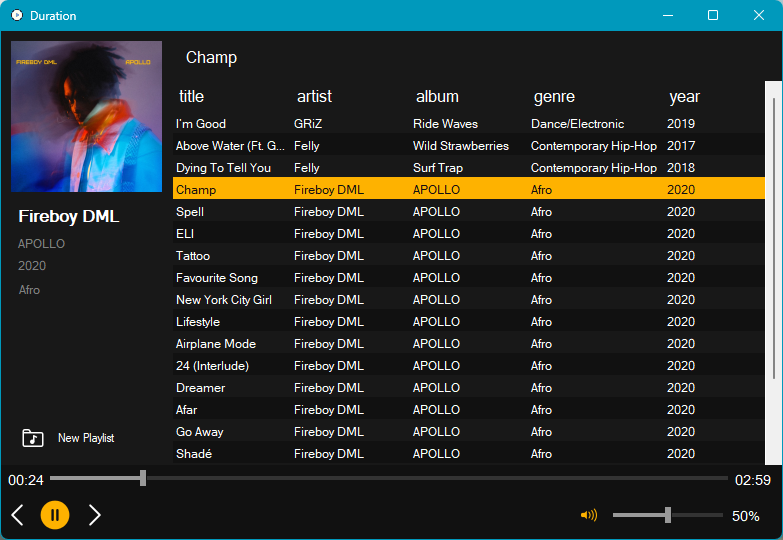 Duration
FIREBOY DML APOLLO
Champ
title artist album genre year
I'm Good GRiZ Ride Waves Dance/Electronic 2019
Above Water (Ft. G... Felly Wild Strawberries Contemporary Hip-Hop 2017
Dying To Tell You Felly Surf Trap Contemporary Hip-Hop 2018
Champ Fireboy DML APOLLO Afro 2020
Spell Fireboy DML APOLLO Afro 2020
ELI Fireboy DML APOLLO Afro 2020
Tattoo Fireboy DML APOLLO Afro 2020
Favourite Song Fireboy DML APOLLO Afro 2020
New York City Girl Fireboy DML APOLLO Afro 2020
Lifestyle Fireboy DML APOLLO Afro 2020
Airplane Mode Fireboy DML APOLLO Afro 2020
24 (Interlude) Fireboy DML APOLLO Afro 2020
Dreamer Fireboy DML APOLLO Afro 2020
Afar Fireboy DML APOLLO Afro 2020
Go Away Fireboy DML APOLLO Afro 2020
Shadé Fireboy DML APOLLO Afro 2020
Fireboy DML
APOLLO
2020
Afro
New Playlist
00:24 02:59
50%